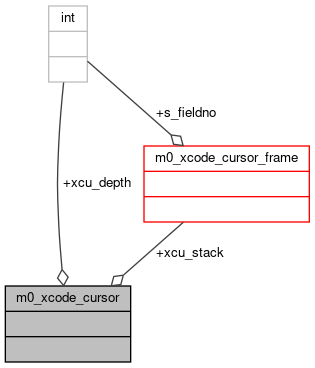 int
+s_fieldno
m0_xcode_cursor_frame
+xcu_depth
+xcu_stack
m0_xcode_cursor